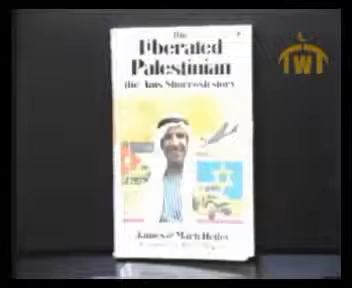 The
liberated
Palestinian
the Anis Shorrosh story
James & Marti Hefley
TWT